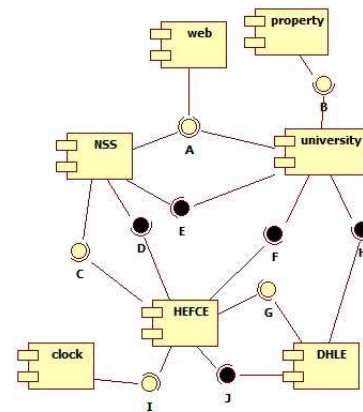 property
web
B
NSS
A
university
E
D
F
H
C
HEFCE
G
clock
DHLE
I
J